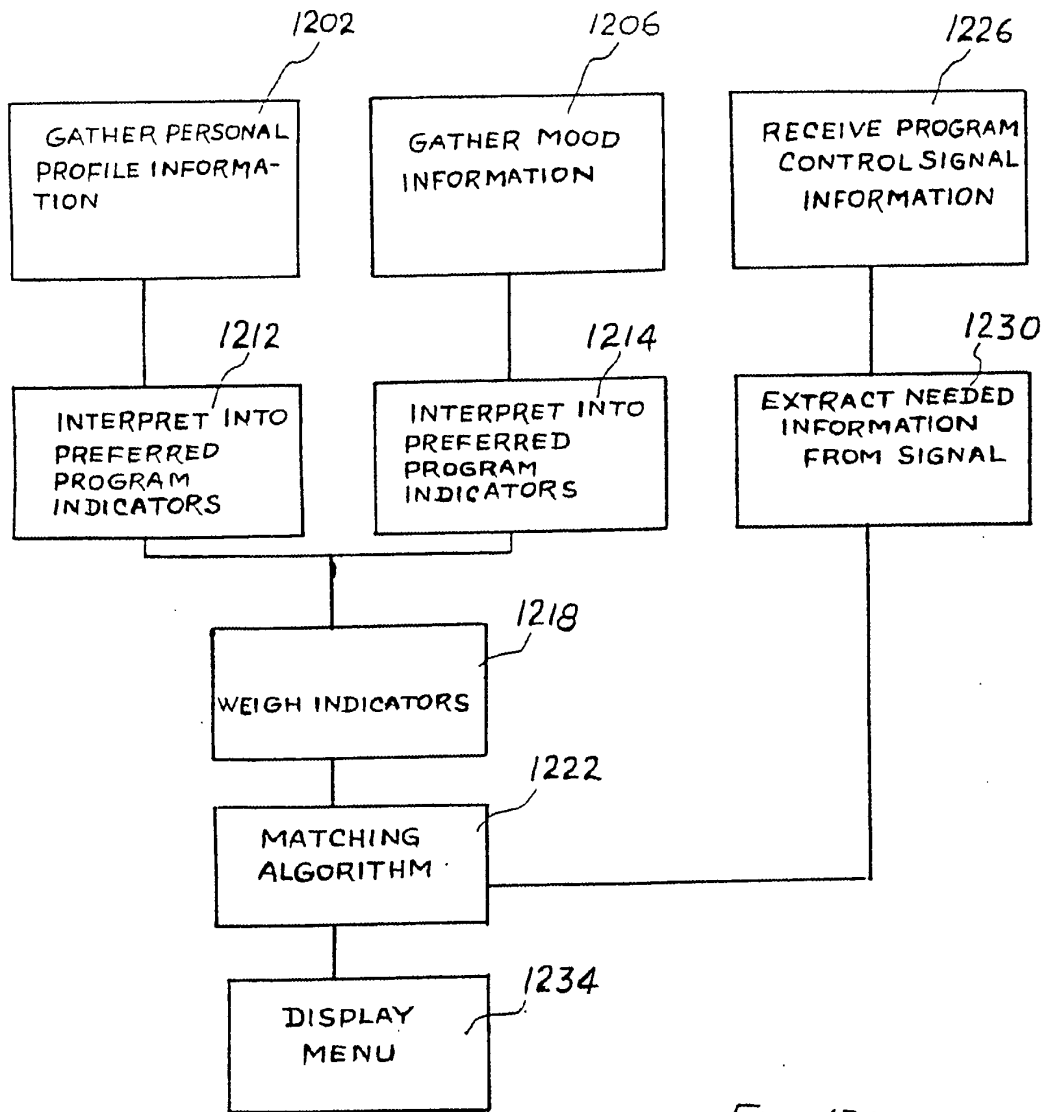 1202
1206
1226
GATHER PERSONAL
PROFILE INFORMA-
TION
GATHER MOOD
INFORMATION
RECEIVE PROGRAM
CONTROL SIGNAL
INFORMATION
1212
1214
1230
INTERPRET INTO
PREFERRED
PROGRAM
INDICATORS
INTERPRET INTO
PREFERRED
PROGRAM
INDICATORS
EXTRACT NEEDED
INFORMATION
FROM SIGNAL
1218
WEIGH INDICATORS
1222
MATCHING
ALGORITHM
1234
DISPLAY
MENU